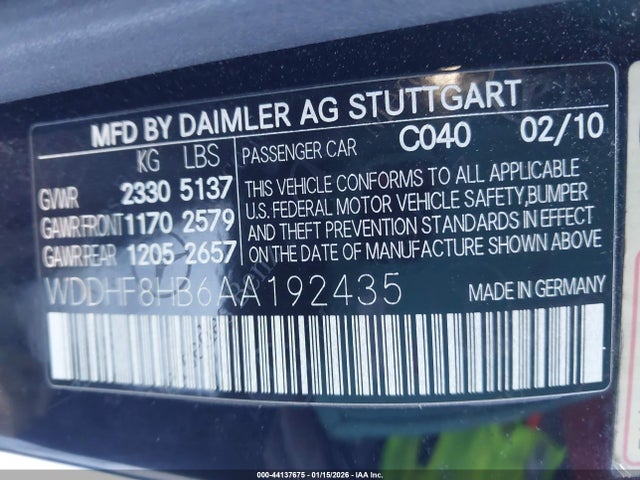 MFD BY DAIMLER AG STUTTGART
KG LBS PASSENGER CAR C040 02/10
GVWR 2330 5137
GAWR FRONT 1170 2579
GAWR REAR 1205 2657
THIS VEHICLE CONFORMS TO ALL APPLICABLE
U.S. FEDERAL MOTOR VEHICLE SAFETY, BUMPER
AND THEFT PREVENTION STANDARDS IN EFFECT
ON THE DATE OF MANUFACTURE SHOWN ABOVE.
WDDHF8HB6AA192435
MADE IN
GERMANY
000-44137675 - 01/15/2026 - IAA Inc.